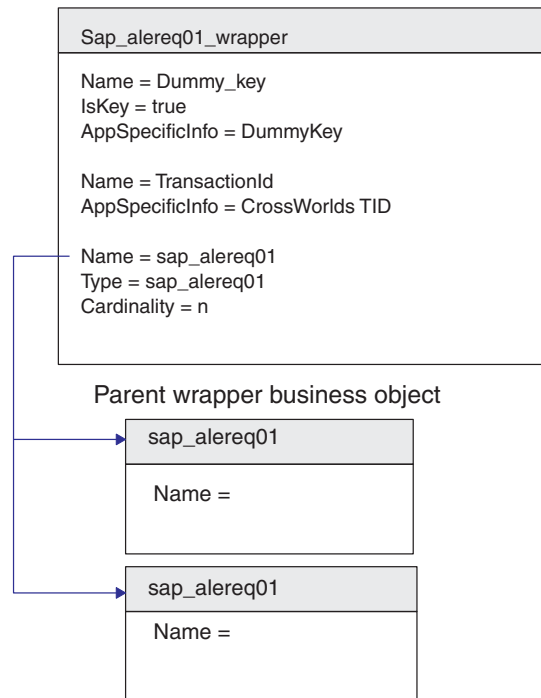 Sap_alereq01_wrapper
Name = Dummy_key
IsKey = true
AppSpecificInfo = DummyKey
Name = TransactionId
AppSpecificInfo = CrossWorlds TID
Name = sap_alereq01
Type = sap_alereq01
Cardinality = n
Parent wrapper business object
sap_alereq01
Name =
sap_alereq01
Name =